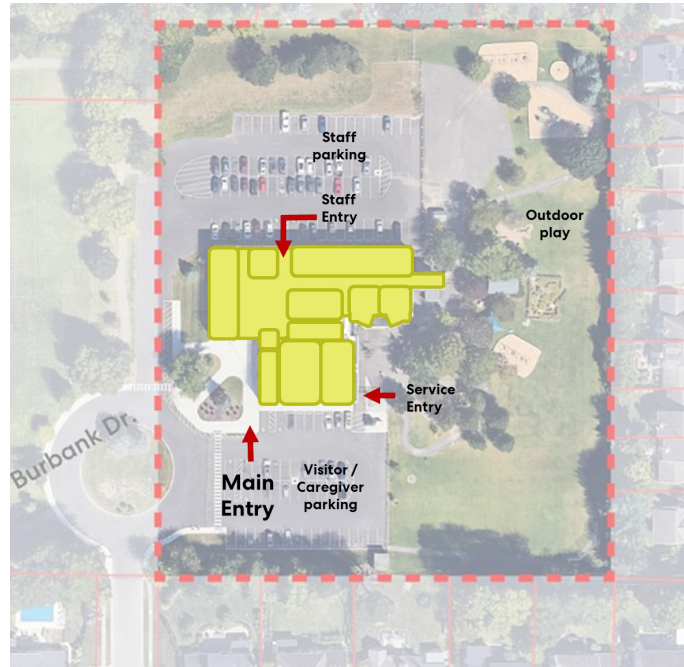 Staff
parking
Staff
Entry
Outdoor
play
Service
Entry
Burbank Dr.
Main
Entry
Visitor /
Caregiver
parking